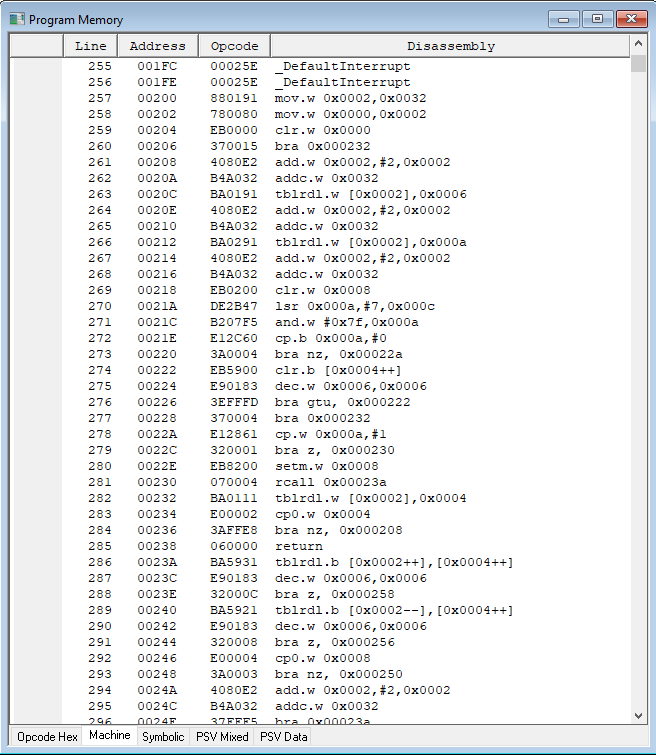 Program Memory
Line Address Opcode Disassembly
255 001FC 00025E _DefaultInterrupt
256 001FE 00025E _DefaultInterrupt
257 00200 880191 mov.w 0x0002,0x0032
258 00202 780080 mov.w 0x0000,0x0002
259 00204 EB0000 clr.w 0x0000
260 00206 370015 bra 0x000232
261 00208 4080E2 add.w 0x0002,#2,0x0002
262 0020A B4A032 addc.w 0x0032
263 0020C BA0191 tblrdl.w [0x0002],0x0006
264 0020E 4080E2 add.w 0x0002,#2,0x0002
265 00210 B4A032 addc.w 0x0032
266 00212 BA0291 tblrdl.w [0x0002],0x000a
267 00214 4080E2 add.w 0x0002,#2,0x0002
268 00216 B4A032 addc.w 0x0032
269 00218 EB0200 clr.w 0x0008
270 0021A DE2B47 lsr 0x000a,#7,0x000c
271 0021C B207F5 and.w #0x7f,0x000a
272 0021E E12C60 cp.b 0x000a,#0
273 00220 3A0004 bra nz, 0x00022a
274 00222 EB5900 clr.b [0x0004++]
275 00224 E90183 dec.w 0x0006,0x0006
276 00226 3EFFFD bra gtu, 0x000222
277 00228 370004 bra 0x000232
278 0022A E12861 cp.w 0x000a,#1
279 0022C 320001 bra z, 0x000230
280 0022E EB8200 setm.w 0x0008
281 00230 070004 rcall 0x00023a
282 00232 BA0111 tblrdl.w [0x0002],0x0004
283 00234 E00002 cp0.w 0x0004
284 00236 3AFFE8 bra nz, 0x000208
285 00238 060000 return
286 0023A BA5931 tblrdl.b [0x0002++],[0x0004++]
287 0023C E90183 dec.w 0x0006,0x0006
288 0023E 32000C bra z, 0x000258
289 00240 BA5921 tblrdl.b [0x0002--],[0x0004++]
290 00242 E90183 dec.w 0x0006,0x0006
291 00244 320008 bra z, 0x000256
292 00246 E00004 cp0.w 0x0008
293 00248 3A0003 bra nz, 0x000250
294 0024A 4080E2 add.w 0x0002,#2,0x0002
295 0024C B4A032 addc.w 0x0032
296 0024E 37FFF5 bra 0x00023a
Opcode Hex Machine Symbolic PSV Mixed PSV Data